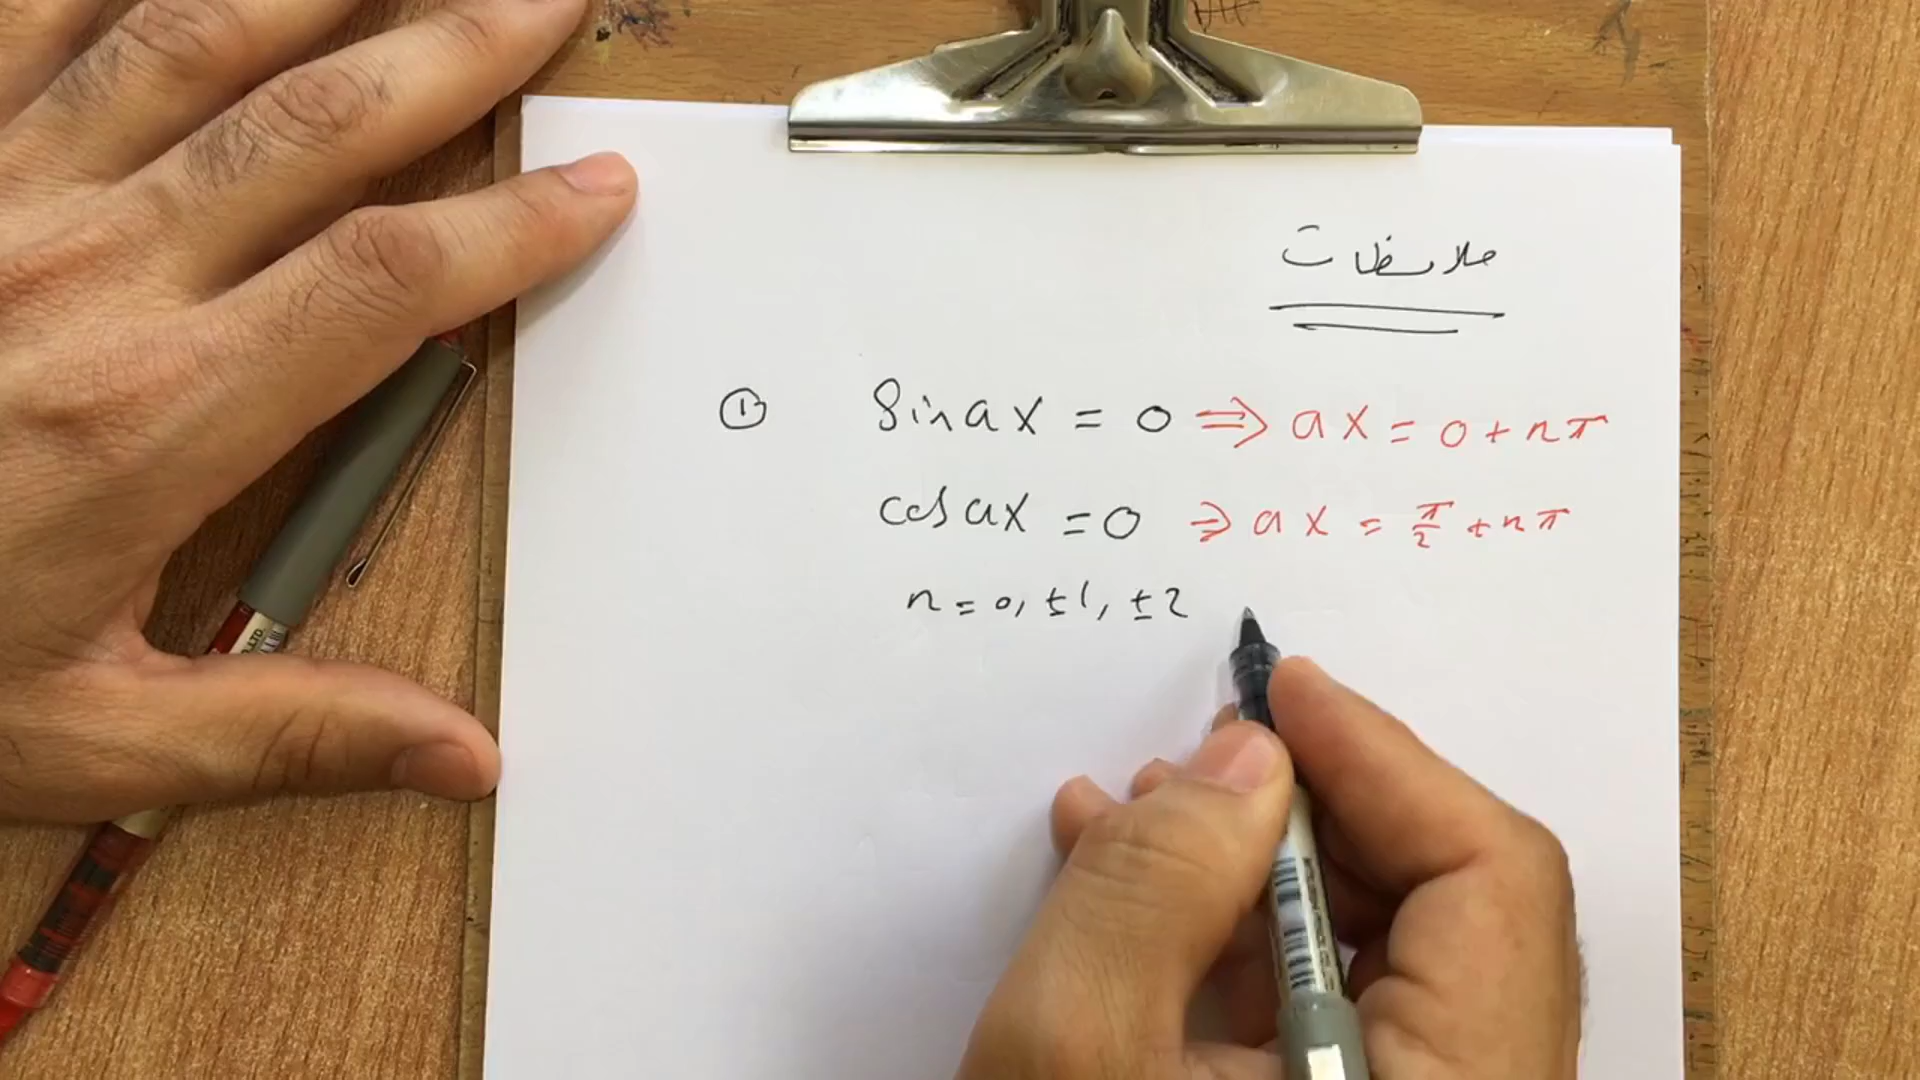 ملاحظات
① sin ax = 0 ⇒ ax = 0 + nπ
cos ax = 0 ⇒ ax = π/2 + nπ
n = 0, ±1, ±2